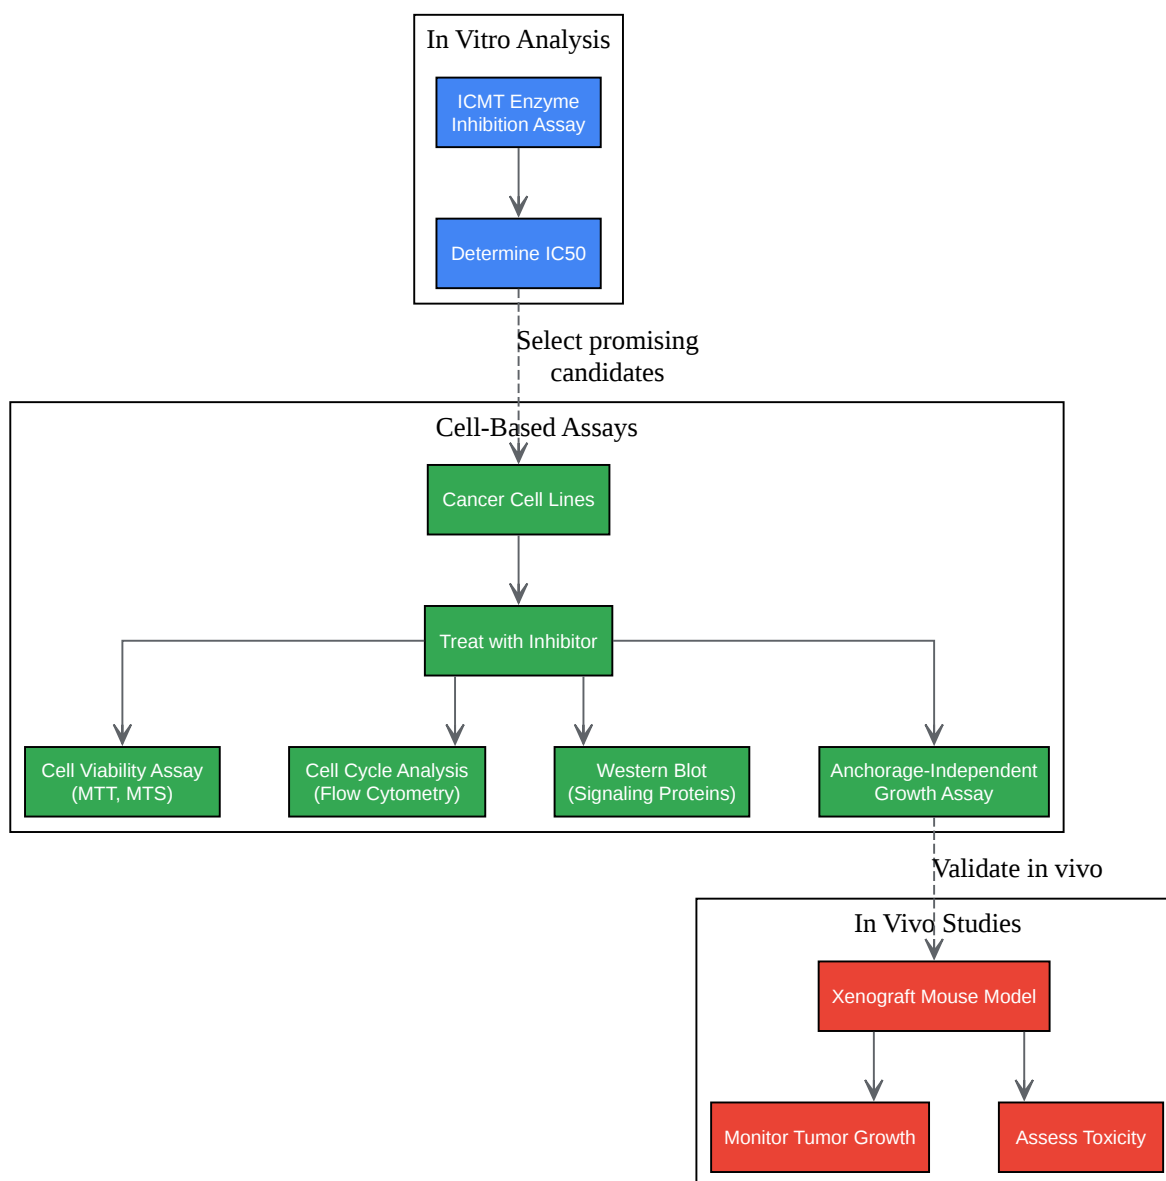 In Vitro Analysis
ICMT Enzyme
Inhibition Assay
Determine IC50
Select promising
candidates
Cell-Based Assays
Cancer Cell Lines
Treat with Inhibitor
Cell Viability Assay
(MTT, MTS)
Cell Cycle Analysis
(Flow Cytometry)
Western Blot
(Signaling Proteins)
Anchorage-Independent
Growth Assay
Validate in vivo
In Vivo Studies
Xenograft Mouse Model
Monitor Tumor Growth
Assess Toxicity